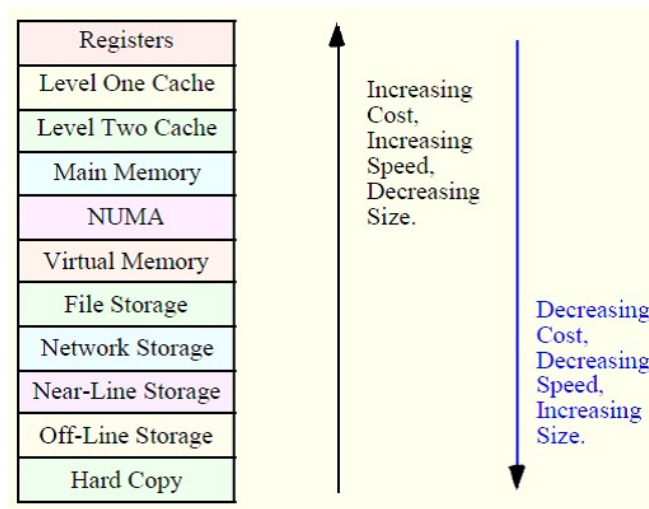 Registers
Level One Cache
Level Two Cache
Main Memory
NUMA
Virtual Memory
File Storage
Network Storage
Near-Line Storage
Off-Line Storage
Hard Copy
Increasing
Cost,
Increasing
Speed,
Decreasing
Size.
Decreasing
Cost,
Decreasing
Speed,
Increasing
Size.